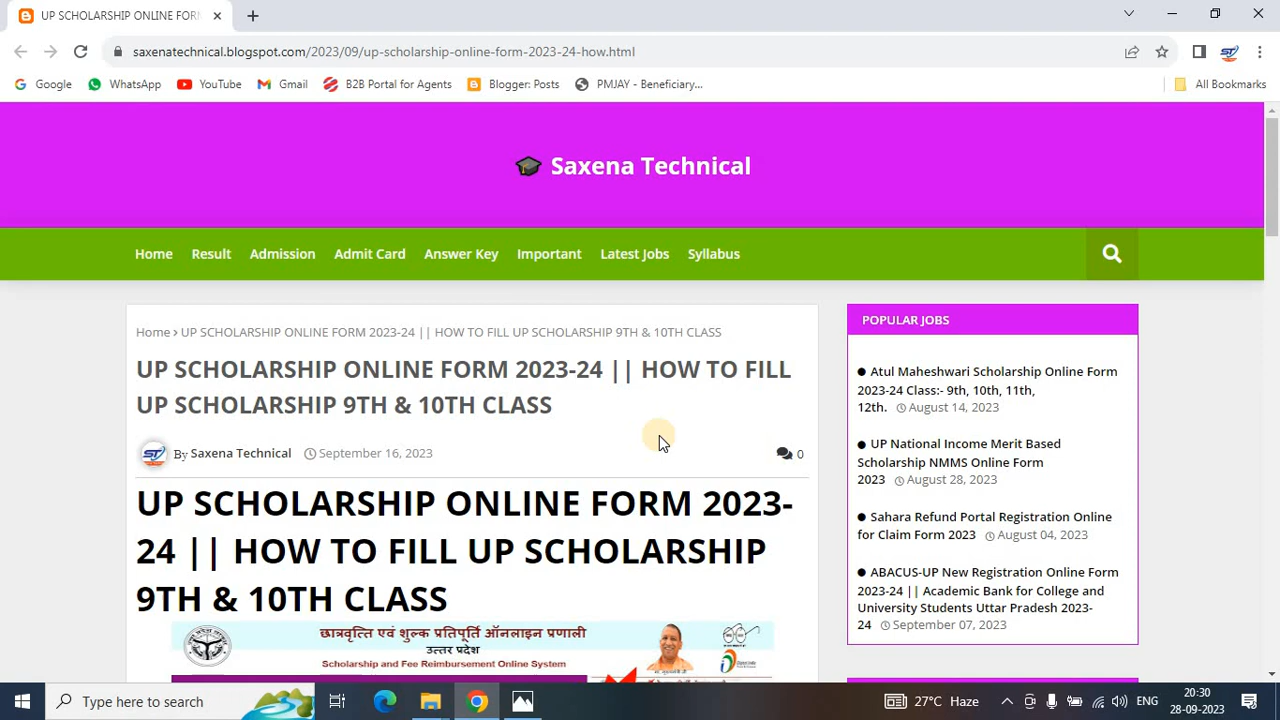 UP SCHOLARSHIP ONLINE FORM
saxenatechnical.blogspot.com/2023/09/up-scholarship-online-form-2023-24-how.html
Google
WhatsApp
YouTube
Gmail
B2B Portal for Agents
Blogger: Posts
PMJAY - Beneficiary...
All Bookmarks
Saxena Technical
Home
Result
Admission
Admit Card
Answer Key
Important
Latest Jobs
Syllabus
Home › UP SCHOLARSHIP ONLINE FORM 2023-24 || HOW TO FILL UP SCHOLARSHIP 9TH & 10TH CLASS
UP SCHOLARSHIP ONLINE FORM 2023-24 || HOW TO FILL
UP SCHOLARSHIP 9TH & 10TH CLASS
ST By Saxena Technical September 16, 2023 0
UP SCHOLARSHIP ONLINE FORM 2023-
24 || HOW TO FILL UP SCHOLARSHIP
9TH & 10TH CLASS
छात्रवृत्ति एवं शुल्क प्रतिपूर्ति ऑनलाइन प्रणाली
उत्तर प्रदेश
Scholarship and Fee Reimbursement Online System
POPULAR JOBS
● Atul Maheshwari Scholarship Online Form
2023-24 Class:- 9th, 10th, 11th,
12th. August 14, 2023
● UP National Income Merit Based
Scholarship NMMS Online Form
2023 August 28, 2023
● Sahara Refund Portal Registration Online
for Claim Form 2023 August 04, 2023
● ABACUS-UP New Registration Online Form
2023-24 || Academic Bank for College and
University Students Uttar Pradesh 2023-
24 September 07, 2023
Type here to search
27°C Haze
ENG
20:30
28-09-2023